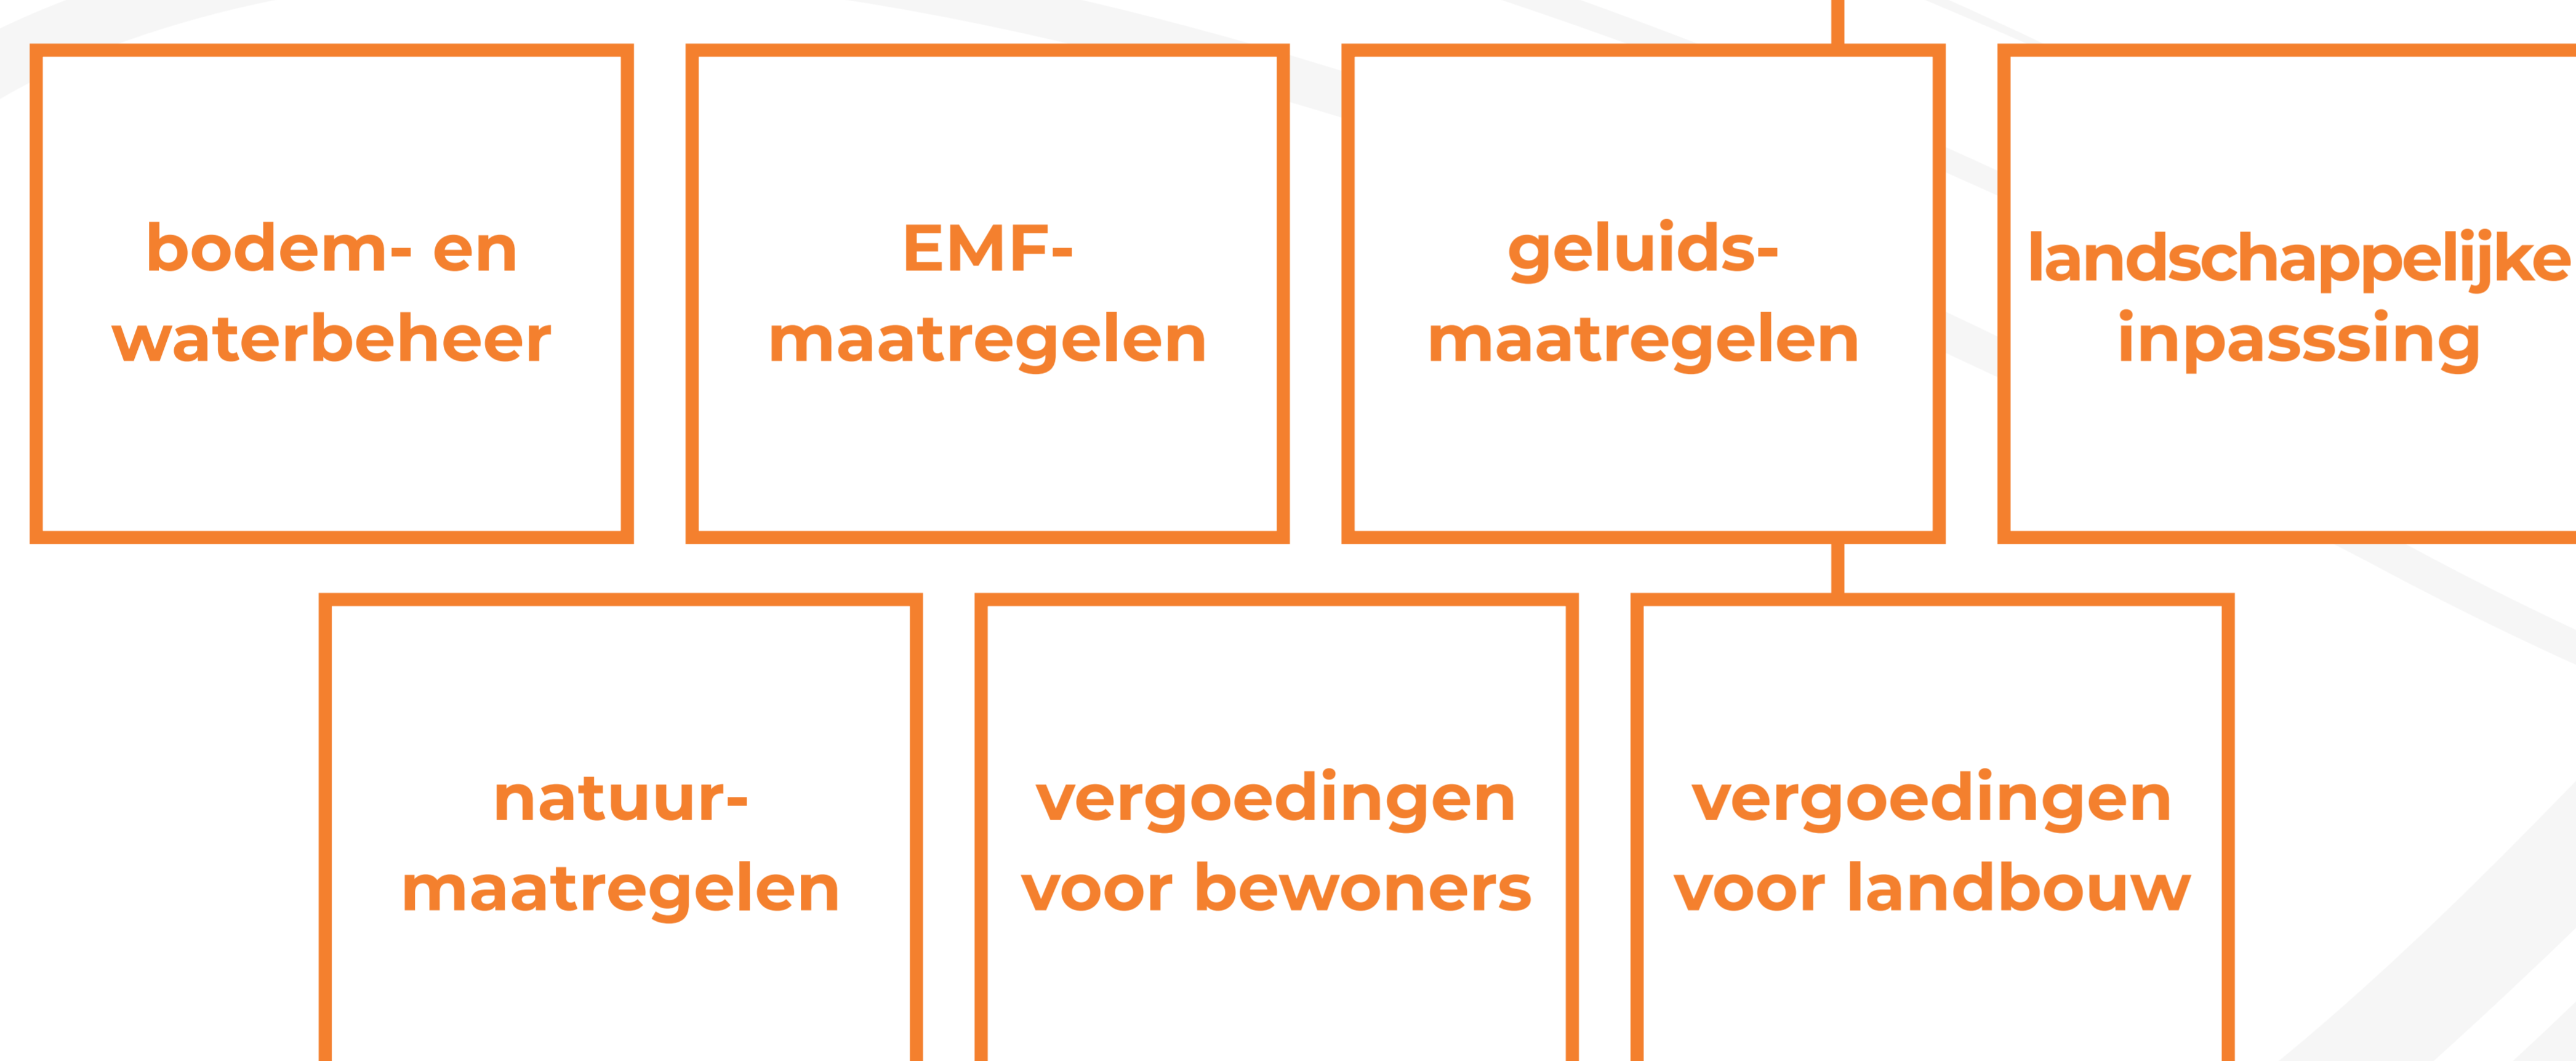 bodem- en
waterbeheer
EMF-
maatregelen
geluids-
maatregelen
landschappelijke
inpasssing
natuur-
maatregelen
vergoedingen
voor bewoners
vergoedingen
voor landbouw